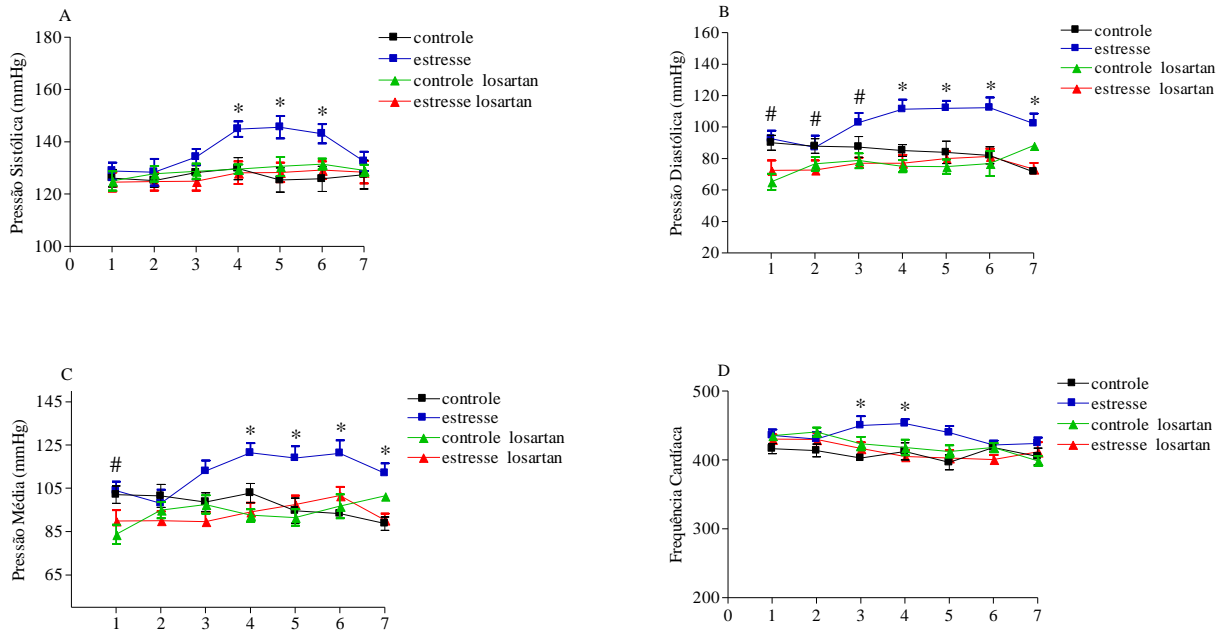 A
Pressão Sistólica (mmHg)
180
160
140
120
100
0
1 2 3 4 5 6 7
* * *
controle
estresse
controle losartan
estresse losartan
B
Pressão Diastólica (mmHg)
160
140
120
100
80
60
40
20
1 2 3 4 5 6 7
# # # * * * *
controle
estresse
controle losartan
estresse losartan
C
Pressão Média (mmHg)
145
125
105
85
65
1 2 3 4 5 6 7
# * * * *
controle
estresse
controle losartan
estresse losartan
D
Frequência Cardíaca
500
400
300
200
0 1 2 3 4 5 6 7
* *
controle
estresse
controle losartan
estresse losartan